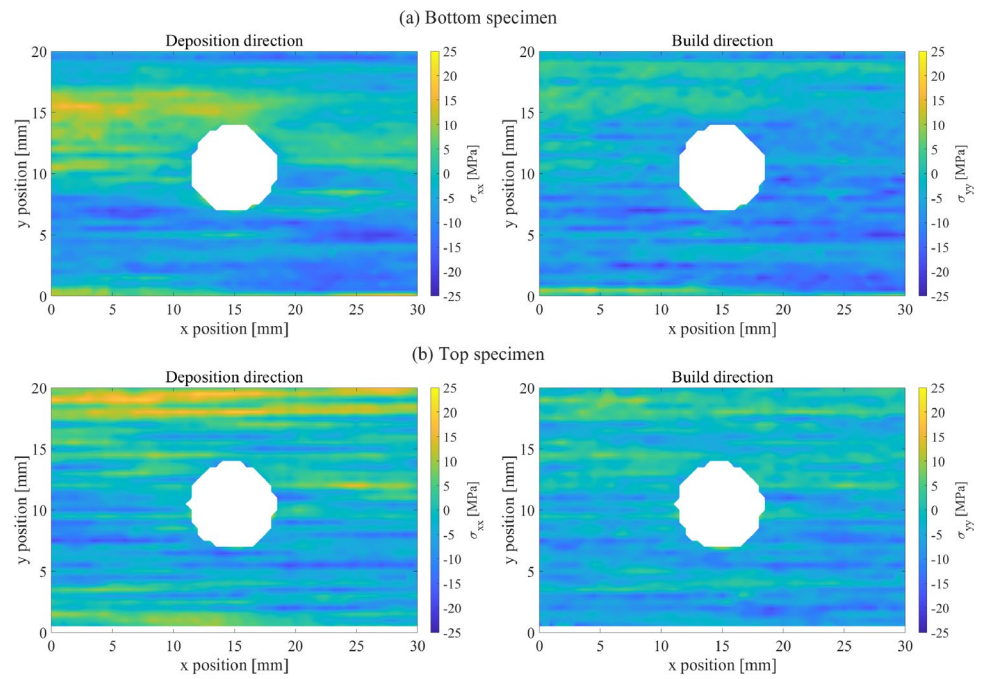 (a) Bottom specimen
Deposition direction
20
15
10
5
0
y position [mm]
0 5 10 15 20 25 30
x position [mm]
25
20
15
10
5
0
-5
-10
-15
-20
-25
σxx [MPa]
Build direction
20
15
10
5
0
y position [mm]
0 5 10 15 20 25 30
x position [mm]
25
20
15
10
5
0
-5
-10
-15
-20
-25
σyy [MPa]
(b) Top specimen
Deposition direction
20
15
10
5
0
y position [mm]
0 5 10 15 20 25 30
x position [mm]
25
20
15
10
5
0
-5
-10
-15
-20
-25
σxx [MPa]
Build direction
20
15
10
5
0
y position [mm]
0 5 10 15 20 25 30
x position [mm]
25
20
15
10
5
0
-5
-10
-15
-20
-25
σyy [MPa]